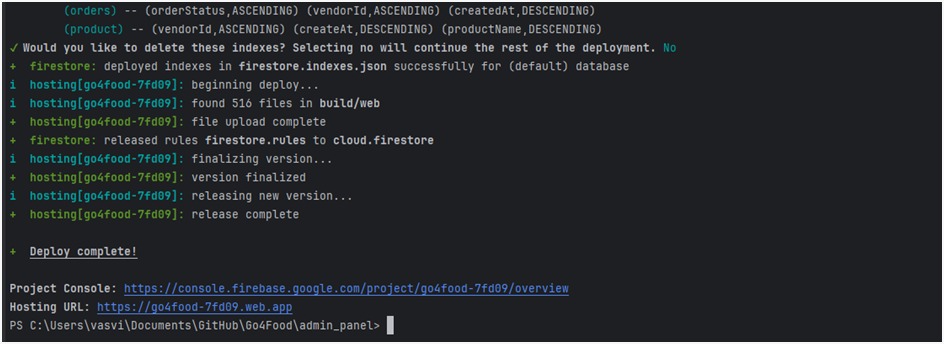 (orders) -- (orderStatus,ASCENDING) (vendorId,ASCENDING) (createdAt,DESCENDING)
(product) -- (vendorId,ASCENDING) (createAt,DESCENDING) (productName,DESCENDING)
✓ Would you like to delete these indexes? Selecting no will continue the rest of the deployment. No
+ firestore: deployed indexes in firestore.indexes.json successfully for (default) database
i hosting[go4food-7fd09]: beginning deploy...
i hosting[go4food-7fd09]: found 516 files in build/web
+ hosting[go4food-7fd09]: file upload complete
+ firestore: released rules firestore.rules to cloud.firestore
i hosting[go4food-7fd09]: finalizing version...
+ hosting[go4food-7fd09]: version finalized
i hosting[go4food-7fd09]: releasing new version...
+ hosting[go4food-7fd09]: release complete
+ Deploy complete!
Project Console: https://console.firebase.google.com/project/go4food-7fd09/overview
Hosting URL: https://go4food-7fd09.web.app
PS C:\Users\vasvi\Documents\GitHub\Go4Food\admin_panel>